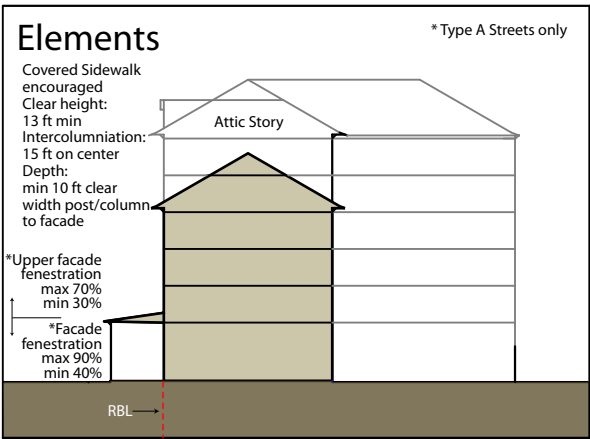 Elements
* Type A Streets only
Covered Sidewalk
encouraged
Clear height:
13 ft min
Intercolumniation:
15 ft on center
Depth:
min 10 ft clear
width post/column
to facade
Attic Story
*Upper facade
fenestration
max 70%
min 30%
*Facade
fenestration
max 90%
min 40%
RBL